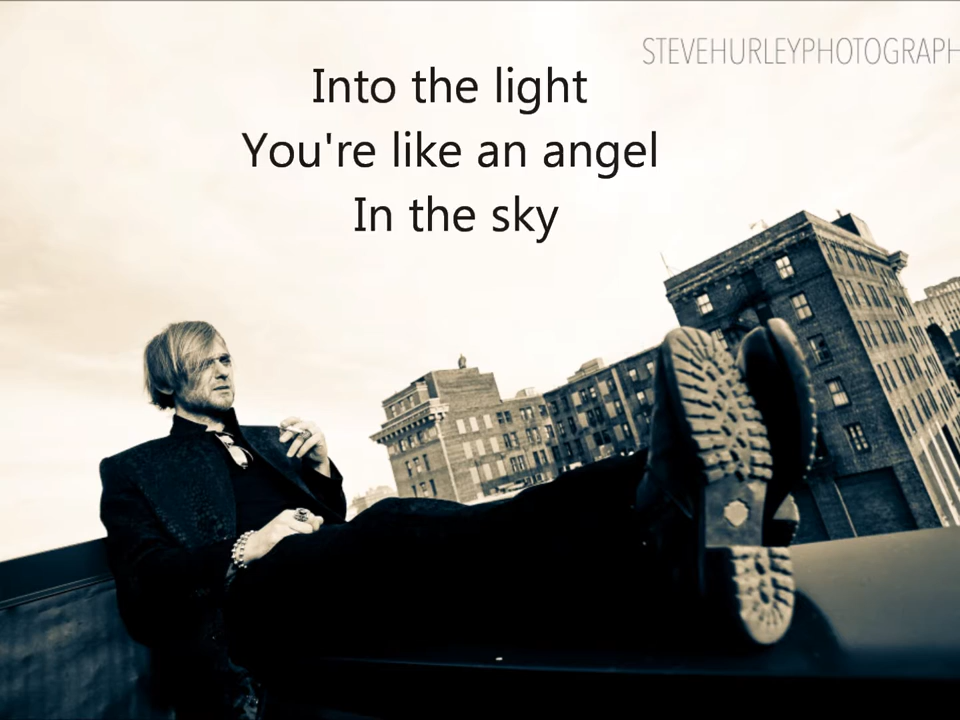 STEVEHURLEYPHOTOGRAPH
Into the light
You're like an angel
In the sky